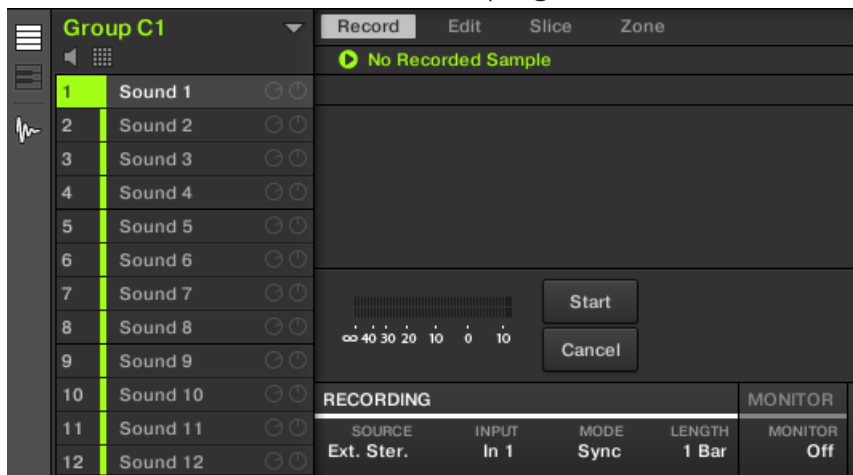 Group C1
Record Edit Slice Zone
No Recorded Sample
1 Sound 1
2 Sound 2
3 Sound 3
4 Sound 4
5 Sound 5
6 Sound 6
7 Sound 7
8 Sound 8
9 Sound 9
10 Sound 10
11 Sound 11
12 Sound 12
∞ 40 30 20 10 0 10
Start
Cancel
RECORDING MONITOR
SOURCE INPUT MODE LENGTH MONITOR
Ext. Ster. In 1 Sync 1 Bar Off